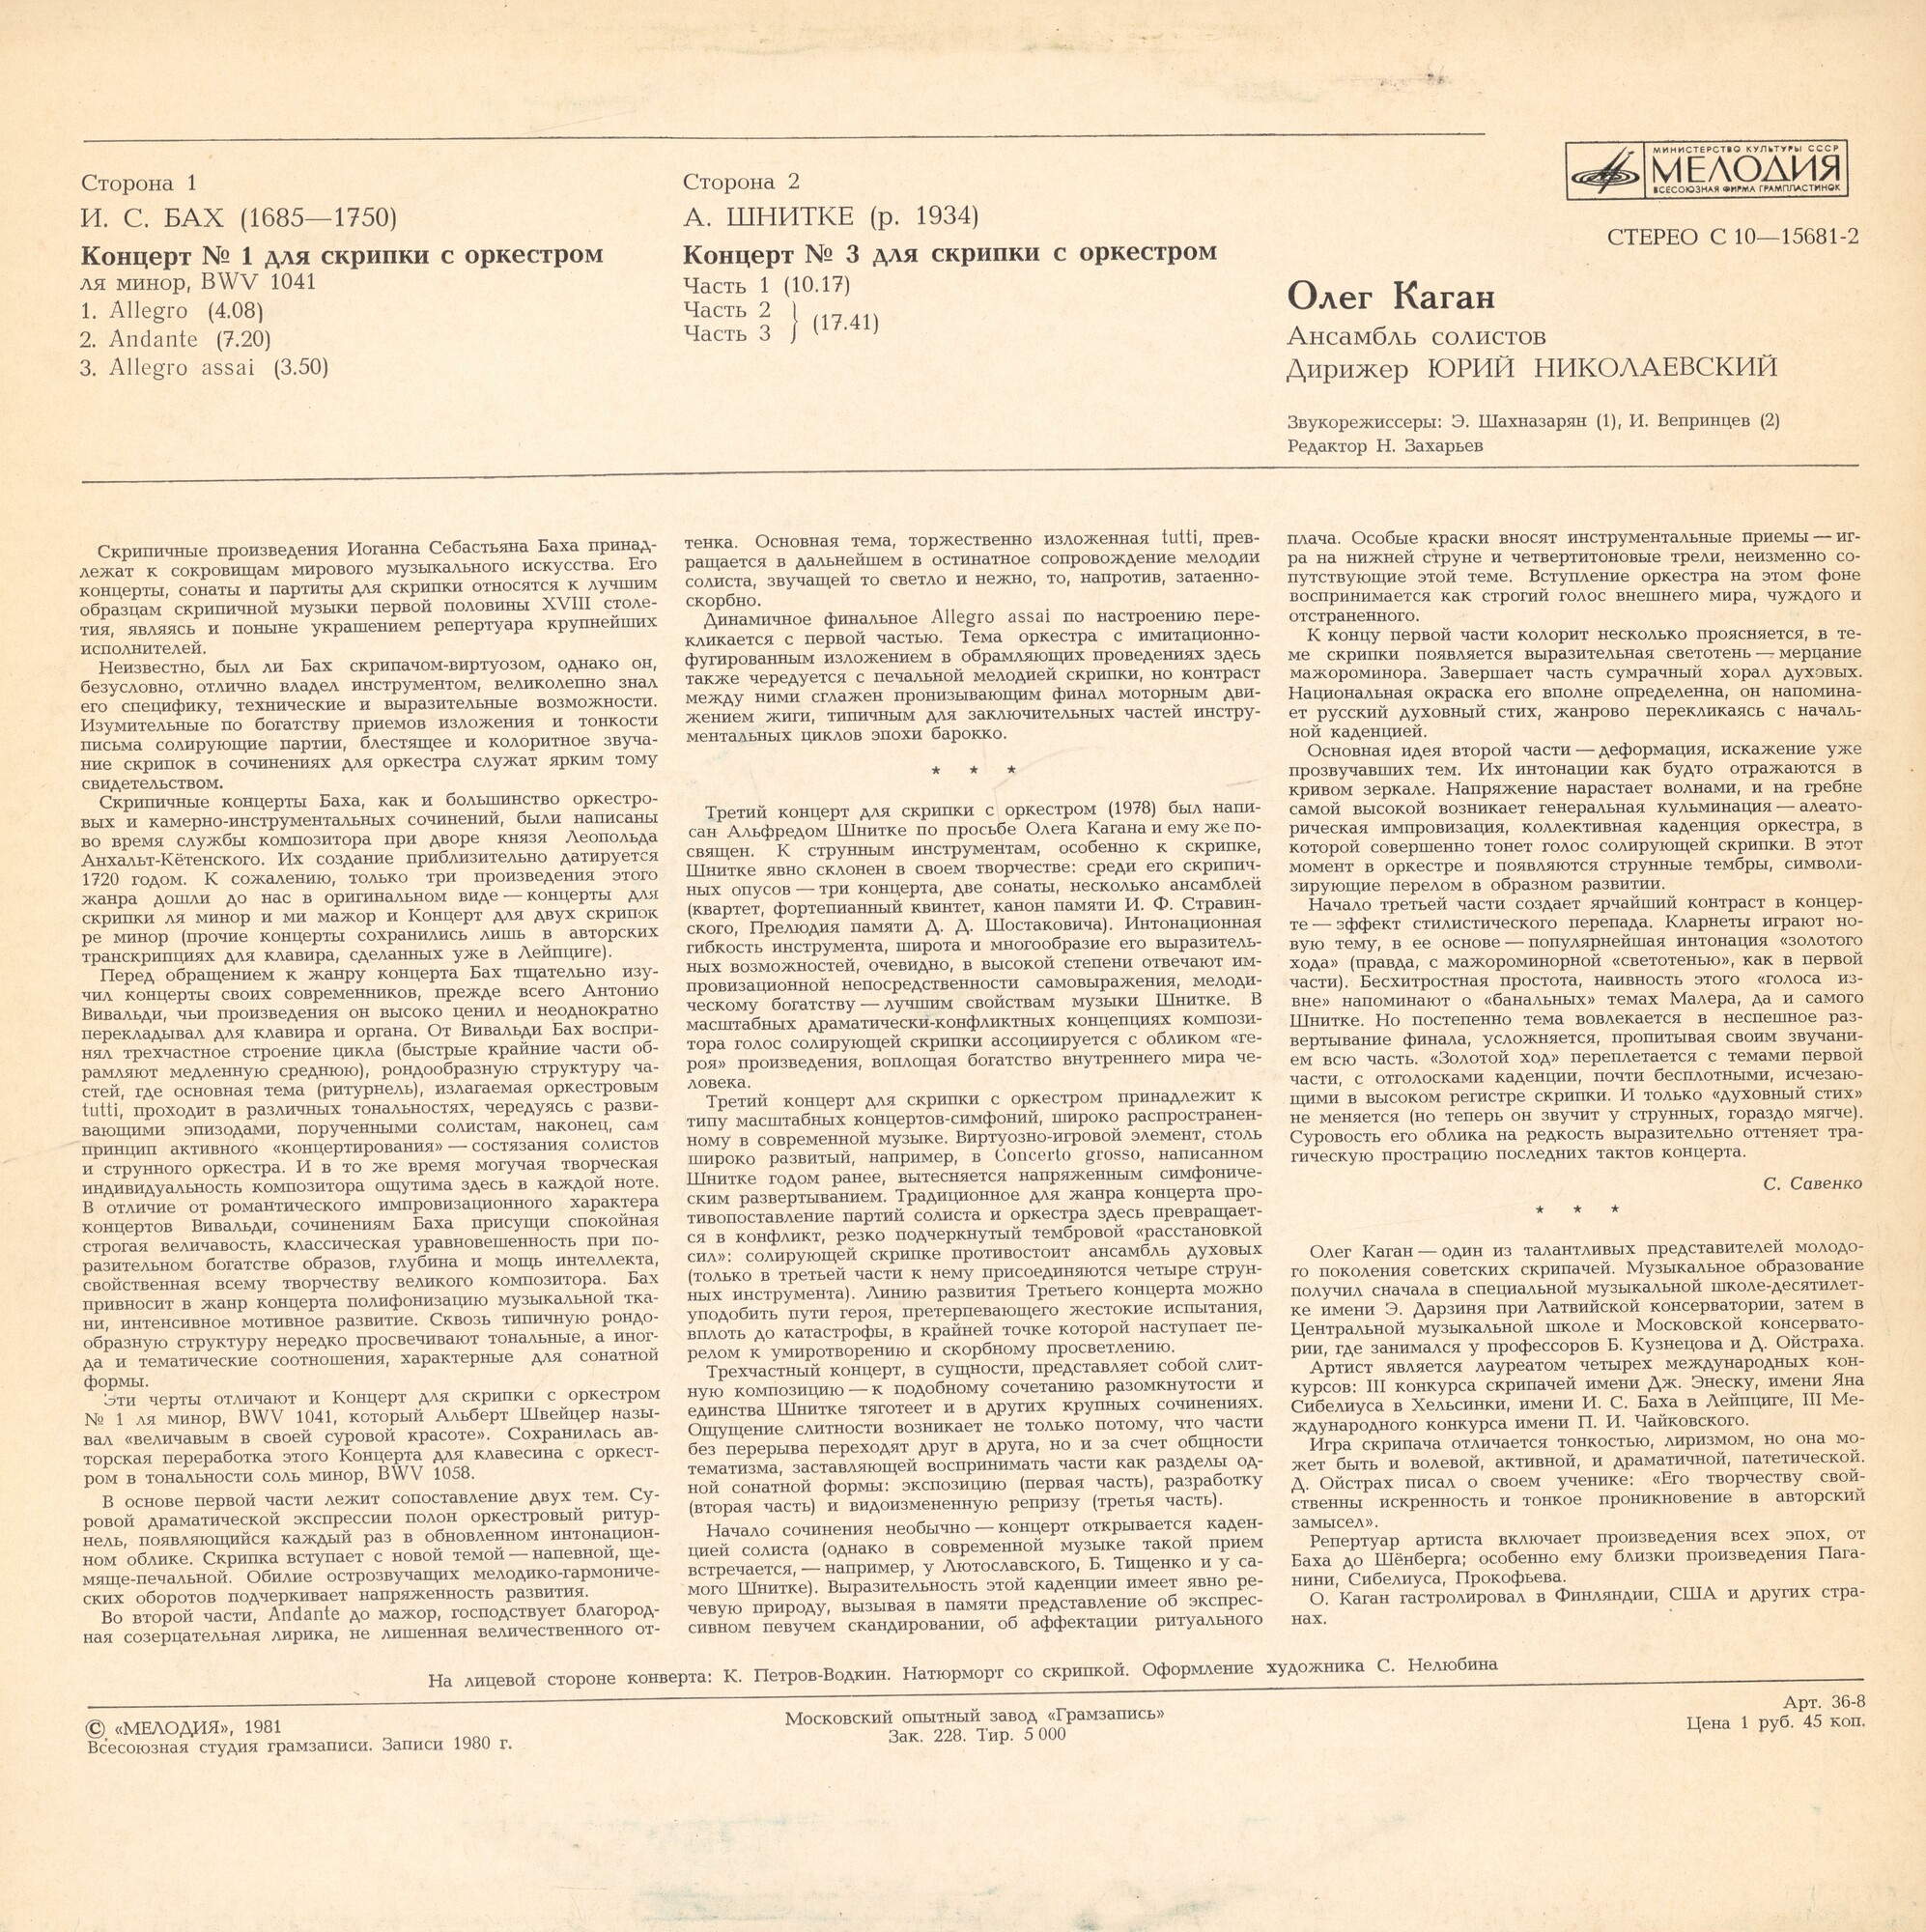 Сторона 1
И. С. БАХ (1685—1750)
Концерт № 1 для скрипки с оркестром
ля минор, BWV 1041
1. Allegro (4.08)
2. Andante (7.20)
3. Allegro assai (3.50)
Сторона 2
А. ШНИТКЕ (р. 1934)
Концерт № 3 для скрипки с оркестром
Часть 1 (10.17)
Часть 2
Часть 3 } (17.41)
МИНИСТЕРСТВО КУЛЬТУРЫ СССР
МЕЛОДИЯ
ВСЕСОЮЗНАЯ ФИРМА ГРАМПЛАСТИНОК
СТЕРЕО С 10—15681-2
Олег Каган
Ансамбль солистов
Дирижер ЮРИЙ НИКОЛАЕВСКИЙ
Звукорежиссеры: Э. Шахназарян (1), И. Вепринцев (2)
Редактор Н. Захарьев
Скрипичные произведения Иоганна Себастьяна Баха принад-
лежат к сокровищам мирового музыкального искусства. Его
концерты, сонаты и партиты для скрипки относятся к лучшим
образцам скрипичной музыки первой половины XVIII столе-
тия, являясь и поныне украшением репертуара крупнейших
исполнителей.
Неизвестно, был ли Бах скрипачом-виртуозом, однако он,
безусловно, отлично владел инструментом, великолепно знал
его специфику, технические и выразительные возможности.
Изумительные по богатству приемов изложения и тонкости
письма солирующие партии, блестящее и колоритное звуча-
ние скрипок в сочинениях для оркестра служат ярким тому
свидетельством.
Скрипичные концерты Баха, как и большинство оркестро-
вых и камерно-инструментальных сочинений, были написаны
во время службы композитора при дворе князя Леопольда
Анхальт-Кётенского. Их создание приблизительно датируется
1720 годом. К сожалению, только три произведения этого
жанра дошли до нас в оригинальном виде — концерты для
скрипки ля минор и ми мажор и Концерт для двух скрипок
ре минор (прочие концерты сохранились лишь в авторских
транскрипциях для клавира, сделанных уже в Лейпциге).
Перед обращением к жанру концерта Бах тщательно изу-
чил концерты своих современников, прежде всего Антонио
Вивальди, чьи произведения он высоко ценил и неоднократно
перекладывал для клавира и органа. От Вивальди Бах воспри-
нял трехчастное строение цикла (быстрые крайние части об-
рамляют медленную среднюю), рондообразную структуру ча-
стей, где основная тема (ритурнель), излагаемая оркестровым
tutti, проходит в различных тональностях, чередуясь с разви-
вающими эпизодами, порученными солистам, наконец, сам
принцип активного «концертирования» — состязания солистов
и струнного оркестра. И в то же время могучая творческая
индивидуальность композитора ощутима здесь в каждой ноте.
В отличие от романтического импровизационного характера
концертов Вивальди, сочинениям Баха присущи спокойная
строгая величавость, классическая уравновешенность при по-
разительном богатстве образов, глубина и мощь интеллекта,
свойственная всему творчеству великого композитора. Бах
привносит в жанр концерта полифонизацию музыкальной тка-
ни, интенсивное мотивное развитие. Сквозь типичную рондо-
образную структуру нередко просвечивают тональные, а иног-
да и тематические соотношения, характерные для сонатной
формы.
Эти черты отличают и Концерт для скрипки с оркестром
№ 1 ля минор, BWV 1041, который Альберт Швейцер назы-
вал «величавым в своей суровой красоте». Сохранилась ав-
торская переработка этого Концерта для клавесина с оркест-
ром в тональности соль минор, BWV 1058.
В основе первой части лежит сопоставление двух тем. Су-
ровой драматической экспрессии полон оркестровый ритур-
нель, появляющийся каждый раз в обновленном интонацион-
ном облике. Скрипка вступает с новой темой — напевной, ще-
мяще-печальной. Обилие острозвучащих мелодико-гармониче-
ских оборотов подчеркивает напряженность развития.
Во второй части, Andante до мажор, господствует благород-
ная созерцательная лирика, не лишенная величественного от-
тенка. Основная тема, торжественно изложенная tutti, прев-
ращается в дальнейшем в остинатное сопровождение мелодии
солиста, звучащей то светло и нежно, то, напротив, затаенно-
скорбно.
Динамичное финальное Allegro assai по настроению пере-
кликается с первой частью. Тема оркестра с имитационно-
фугированным изложением в обрамляющих проведениях здесь
также чередуется с печальной мелодией скрипки, но контраст
между ними сглажен пронизывающим финал моторным дви-
жением жиги, типичным для заключительных частей инстру-
ментальных циклов эпохи барокко.
* * *
Третий концерт для скрипки с оркестром (1978) был напи-
сан Альфредом Шнитке по просьбе Олега Кагана и ему же по-
священ. К струнным инструментам, особенно к скрипке,
Шнитке явно склонен в своем творчестве: среди его скрипич-
ных опусов — три концерта, две сонаты, несколько ансамблей
(квартет, фортепианный квинтет, канон памяти И. Ф. Стравин-
ского, Прелюдия памяти Д. Д. Шостаковича). Интонационная
гибкость инструмента, широта и многообразие его выразитель-
ных возможностей, очевидно, в высокой степени отвечают им-
провизационной непосредственности самовыражения, мелоди-
ческому богатству — лучшим свойствам музыки Шнитке. В
масштабных драматически-конфликтных концепциях компози-
тора голос солирующей скрипки ассоциируется с обликом «ге-
роя» произведения, воплощая богатство внутреннего мира че-
ловека.
Третий концерт для скрипки с оркестром принадлежит к
типу масштабных концертов-симфоний, широко распространен-
ному в современной музыке. Виртуозно-игровой элемент, столь
широко развитый, например, в Concerto grosso, написанном
Шнитке годом ранее, вытесняется напряженным симфониче-
ским развертыванием. Традиционное для жанра концерта про-
тивопоставление партий солиста и оркестра здесь превращает-
ся в конфликт, резко подчеркнутый тембровой «расстановкой
сил»: солирующей скрипке противостоит ансамбль духовых
(только в третьей части к нему присоединяются четыре струн-
ных инструмента). Линию развития Третьего концерта можно
уподобить пути героя, претерпевающего жестокие испытания,
вплоть до катастрофы, в крайней точке которой наступает пе-
релом к умиротворению и скорбному просветлению.
Трехчастный концерт, в сущности, представляет собой слит-
ную композицию — к подобному сочетанию разомкнутости и
единства Шнитке тяготеет и в других крупных сочинениях.
Ощущение слитности возникает не только потому, что части
без перерыва переходят друг в друга, но и за счет общности
тематизма, заставляющей воспринимать части как разделы од-
ной сонатной формы: экспозицию (первая часть), разработку
(вторая часть) и видоизмененную репризу (третья часть).
Начало сочинения необычно — концерт открывается каден-
цией солиста (однако в современной музыке такой прием
встречается, — например, у Лютославского, Б. Тищенко и у са-
мого Шнитке). Выразительность этой каденции имеет явно ре-
чевую природу, вызывая в памяти представление об экспрес-
сивном певучем скандировании, об аффектации ритуального
плача. Особые краски вносят инструментальные приемы — иг-
ра на нижней струне и четвертитоновые трели, неизменно со-
путствующие этой теме. Вступление оркестра на этом фоне
воспринимается как строгий голос внешнего мира, чуждого и
отстраненного.
К концу первой части колорит несколько проясняется, в те-
ме скрипки появляется выразительная светотень — мерцание
мажороминора. Завершает часть сумрачный хорал духовых.
Национальная окраска его вполне определенна, он напомина-
ет русский духовный стих, жанрово перекликаясь с началь-
ной каденцией.
Основная идея второй части — деформация, искажение уже
прозвучавших тем. Их интонации как будто отражаются в
кривом зеркале. Напряжение нарастает волнами, и на гребне
самой высокой возникает генеральная кульминация — алеато-
рическая импровизация, коллективная каденция оркестра, в
которой совершенно тонет голос солирующей скрипки. В этот
момент в оркестре и появляются струнные тембры, символи-
зирующие перелом в образном развитии.
Начало третьей части создает ярчайший контраст в концер-
те — эффект стилистического перепада. Кларнеты играют но-
вую тему, в ее основе — популярнейшая интонация «золотого
хода» (правда, с мажороминорной «светотенью», как в первой
части). Бесхитростная простота, наивность этого «голоса из-
вне» напоминают о «банальных» темах Малера, да и самого
Шнитке. Но постепенно тема вовлекается в неспешное раз-
вертывание финала, усложняется, пропитывая своим звучани-
ем всю часть. «Золотой ход» переплетается с темами первой
части, с отголосками каденции, почти бесплотными, исчезаю-
щими в высоком регистре скрипки. И только «духовный стих»
не меняется (но теперь он звучит у струнных, гораздо мягче).
Суровость его облика на редкость выразительно оттеняет тра-
гическую прострацию последних тактов концерта.
С. Савенко
* * *
Олег Каган — один из талантливых представителей молодо-
го поколения советских скрипачей. Музыкальное образование
получил сначала в специальной музыкальной школе-десятилет-
ке имени Э. Дарзиня при Латвийской консерватории, затем в
Центральной музыкальной школе и Московской консервато-
рии, где занимался у профессоров Б. Кузнецова и Д. Ойстраха.
Артист является лауреатом четырех международных кон-
курсов: III конкурса скрипачей имени Дж. Энеску, имени Яна
Сибелиуса в Хельсинки, имени И. С. Баха в Лейпциге, III Ме-
ждународного конкурса имени П. И. Чайковского.
Игра скрипача отличается тонкостью, лиризмом, но она мо-
жет быть и волевой, активной, и драматичной, патетической.
Д. Ойстрах писал о своем ученике: «Его творчеству свой-
ственны искренность и тонкое проникновение в авторский
замысел».
Репертуар артиста включает произведения всех эпох, от
Баха до Шёнберга; особенно ему близки произведения Пага-
нини, Сибелиуса, Прокофьева.
О. Каган гастролировал в Финляндии, США и других стра-
нах.
На лицевой стороне конверта: К. Петров-Водкин. Натюрморт со скрипкой. Оформление художника С. Нелюбина
© «МЕЛОДИЯ», 1981
Всесоюзная студия грамзаписи. Записи 1980 г.
Московский опытный завод «Грамзапись»
Зак. 228. Тир. 5 000
Арт. 36-8
Цена 1 руб. 45 коп.